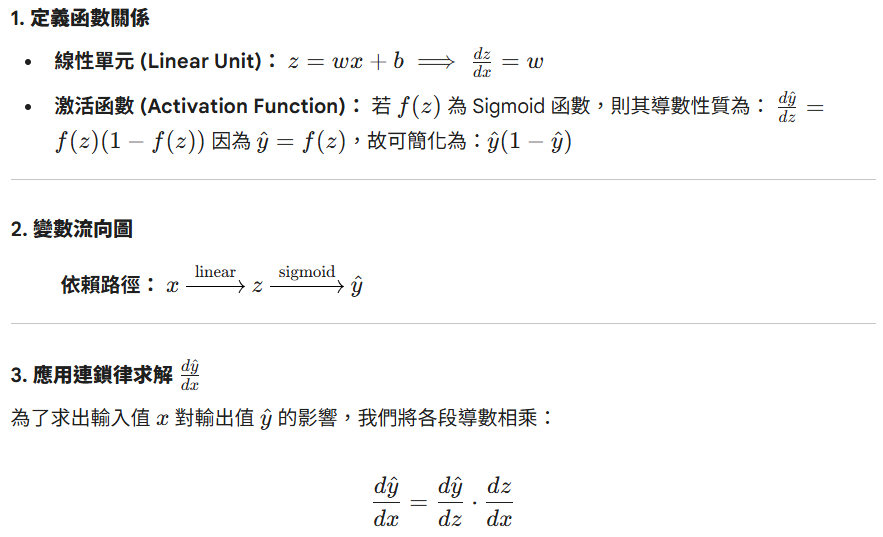 1. 定義函數關係
• 線性單元 (Linear Unit)： $z = wx + b \implies \frac{dz}{dx} = w$
• 激活函數 (Activation Function)： 若 $f(z)$ 為 Sigmoid 函數，則其導數性質為： $\frac{d\hat{y}}{dz} =$
$f(z)(1 - f(z))$ 因為 $\hat{y} = f(z)$，故可簡化為：$\hat{y}(1 - \hat{y})$
2. 變數流向圖
依賴路徑： $x \xrightarrow{\text{linear}} z \xrightarrow{\text{sigmoid}} \hat{y}$
3. 應用連鎖律求解 $\frac{d\hat{y}}{dx}$
為了求出輸入值 $x$ 對輸出值 $\hat{y}$ 的影響，我們將各段導數相乘：
$\frac{d\hat{y}}{dx} = \frac{d\hat{y}}{dz} \cdot \frac{dz}{dx}$